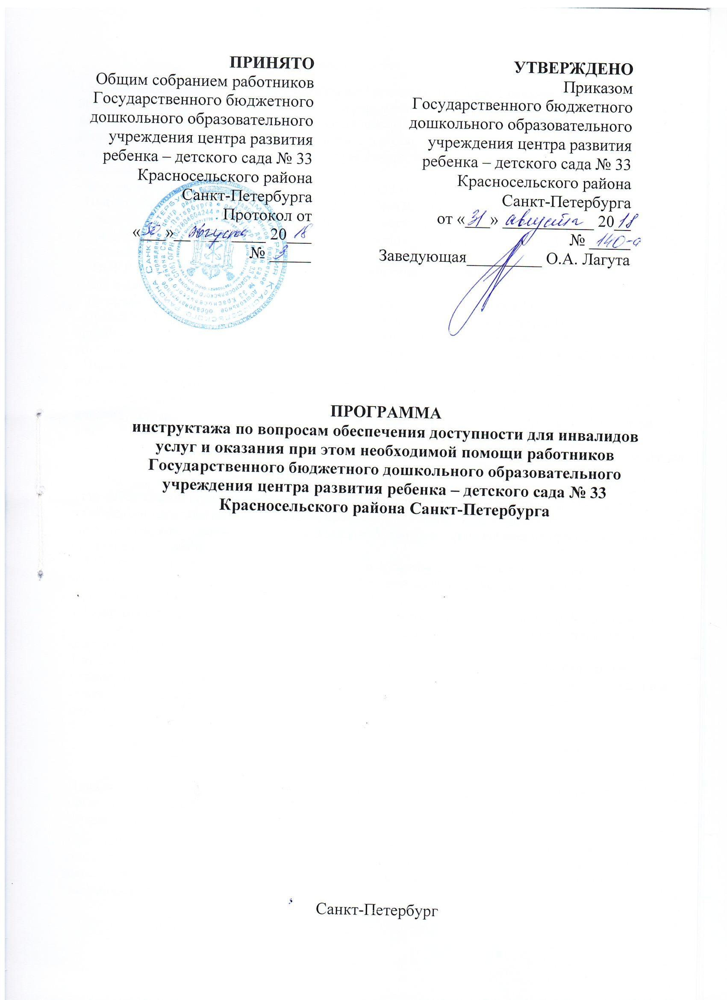 ПРИНЯТО
Общим собранием работников
Государственного бюджетного
дошкольного образовательного
учреждения центра развития
ребенка – детского сада № 33
Красносельского района
Санкт-Петербурга
Протокол от
«30» августа 2018
№ 3
УТВЕРЖДЕНО
Приказом
Государственного бюджетного
дошкольного образовательного
учреждения центра развития
ребенка – детского сада № 33
Красносельского района
Санкт-Петербурга
от «31» августа 2018
№ 140-а
Заведующая__________ О.А. Лагута
ПРОГРАММА
инструктажа по вопросам обеспечения доступности для инвалидов
услуг и оказания при этом необходимой помощи работников
Государственного бюджетного дошкольного образовательного
учреждения центра развития ребенка – детского сада № 33
Красносельского района Санкт-Петербурга
Санкт-Петербург